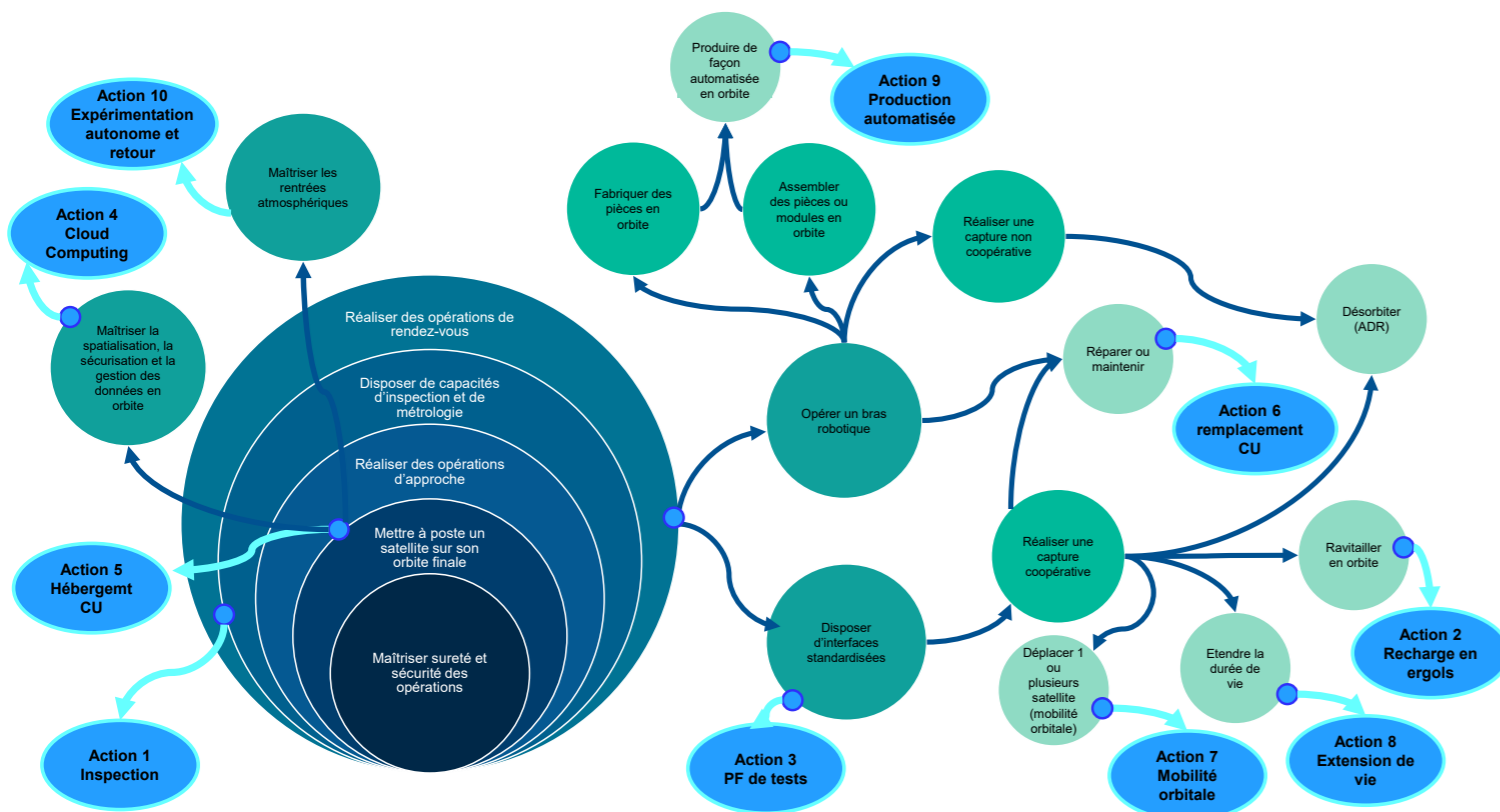 Produire de
façon
automatisée
en orbite
Action 9
Production
automatisée
Action 10
Expérimentation
autonome et
retour
Maîtriser les
rentrées
atmosphériques
Fabriquer des
pièces en
orbite
Assembler
des pièces ou
modules en
orbite
Réaliser une
capture non
coopérative
Action 4
Cloud
Computing
Maîtriser la
spatialisation, la
sécurisation et la
gestion des
données en
orbite
Réaliser des opérations de
rendez-vous
Disposer de capacités
d’inspection et de
métrologie
Réaliser des opérations
d’approche
Mettre à poste un
satellite sur son
orbite finale
Maîtriser sureté et
sécurité des
opérations
Opérer un bras
robotique
Réparer ou
maintenir
Désorbiter
(ADR)
Action 6
remplacement
CU
Action 5
Hébergemt
CU
Réaliser une
capture
coopérative
Ravitailler
en orbite
Disposer
d’interfaces
standardisées
Déplacer 1
ou
plusieurs
satellite
(mobilité
orbitale)
Etendre la
durée de
vie
Action 2
Recharge en
ergols
Action 1
Inspection
Action 3
PF de tests
Action 7
Mobilité
orbitale
Action 8
Extension de
vie